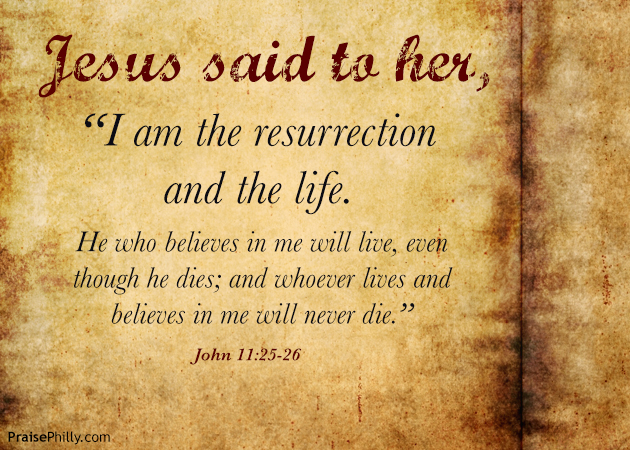 Jesus said to her,
“I am the resurrection
and the life.
He who believes in me will live, even
though he dies; and whoever lives and
believes in me will never die.”
John 11:25-26
PraisePhilly.com